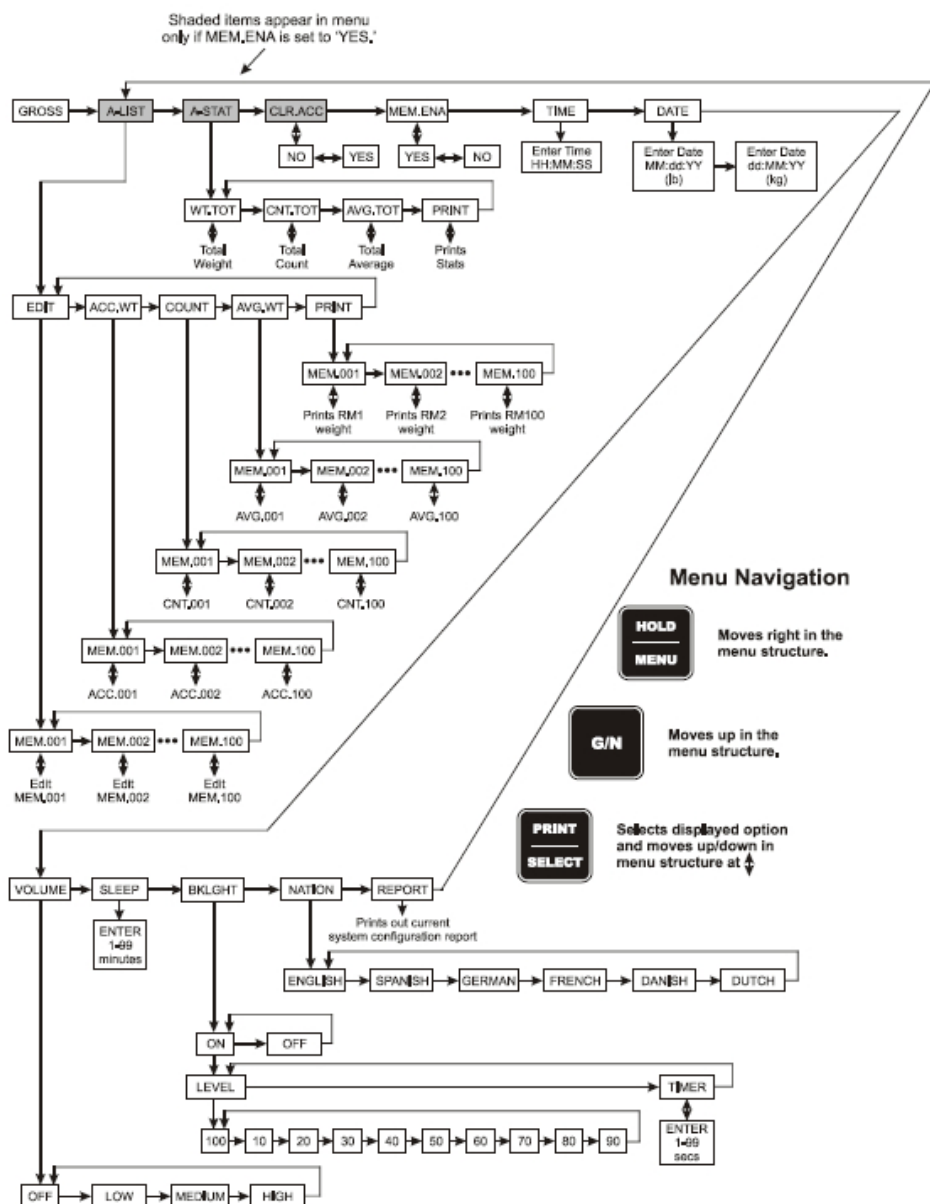 Shaded items appear in menu
only if MEM.ENA is set to 'YES.'
GROSS
A-LIST
A-STAT
CLR.ACC
MEM.ENA
TIME
DATE
NO
YES
YES
NO
Enter Time
HH:MM:SS
Enter Date
MM:dd:YY
(lb)
Enter Date
dd:MM:YY
(kg)
WT.TOT
CNT.TOT
AVG.TOT
PRINT
Total
Weight
Total
Count
Total
Average
Prints
Stats
EDIT
ACC.WT
COUNT
AVG.WT
PRINT
MEM.001
MEM.002
•••
MEM.100
Prints RM1
weight
Prints RM2
weight
Prints RM100
weight
MEM.001
MEM.002
•••
MEM.100
AVG.001
AVG.002
AVG.100
MEM.001
MEM.002
•••
MEM.100
CNT.001
CNT.002
CNT.100
MEM.001
MEM.002
•••
MEM.100
ACC.001
ACC.002
ACC.100
MEM.001
MEM.002
•••
MEM.100
Edit
MEM.001
Edit
MEM.002
Edit
MEM.100
Menu Navigation
HOLD
MENU
Moves right in the
menu structure.
G/N
Moves up in the
menu structure.
PRINT
SELECT
Selects displayed option
and moves up/down in
menu structure at
VOLUME
SLEEP
BKLGHT
NATION
REPORT
ENTER
1-99
minutes
Prints out current
system configuration report
ENGLISH
SPANISH
GERMAN
FRENCH
DANISH
DUTCH
ON
OFF
LEVEL
TIMER
100
10
20
30
40
50
60
70
80
90
ENTER
1-99
secs
OFF
LOW
MEDIUM
HIGH